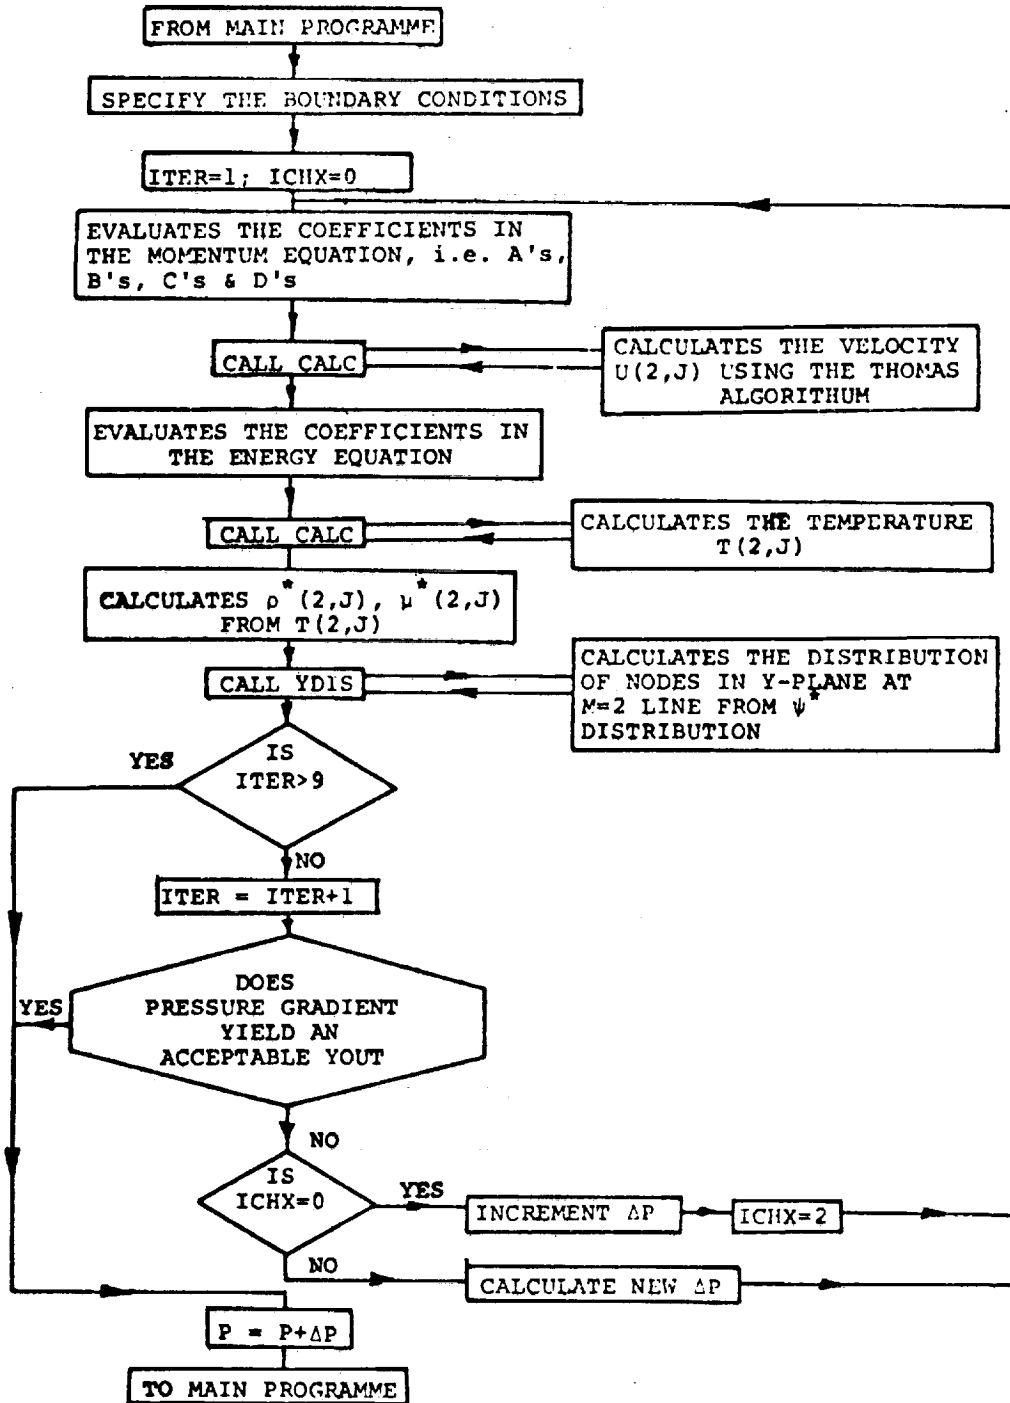 FROM MAIN PROGRAMME
SPECIFY THE BOUNDARY CONDITIONS
ITER=1; ICHX=0
EVALUATES THE COEFFICIENTS IN
THE MOMENTUM EQUATION, i.e. A's,
B's, C's & D's
CALL CALC
CALCULATES THE VELOCITY
U(2,J) USING THE THOMAS
ALGORITHUM
EVALUATES THE COEFFICIENTS IN
THE ENERGY EQUATION
CALL CALC
CALCULATES THE TEMPERATURE
T(2,J)
CALCULATES ρ*(2,J), μ*(2,J)
FROM T(2,J)
CALL YDIS
CALCULATES THE DISTRIBUTION
OF NODES IN Y-PLANE AT
M=2 LINE FROM ψ*
DISTRIBUTION
IS
ITER>9
YES
NO
ITER = ITER+1
DOES
PRESSURE GRADIENT
YIELD AN
ACCEPTABLE YOUT
YES
NO
IS
ICHX=0
YES
INCREMENT ΔP
ICHX=2
NO
CALCULATE NEW ΔP
P = P+ΔP
TO MAIN PROGRAMME